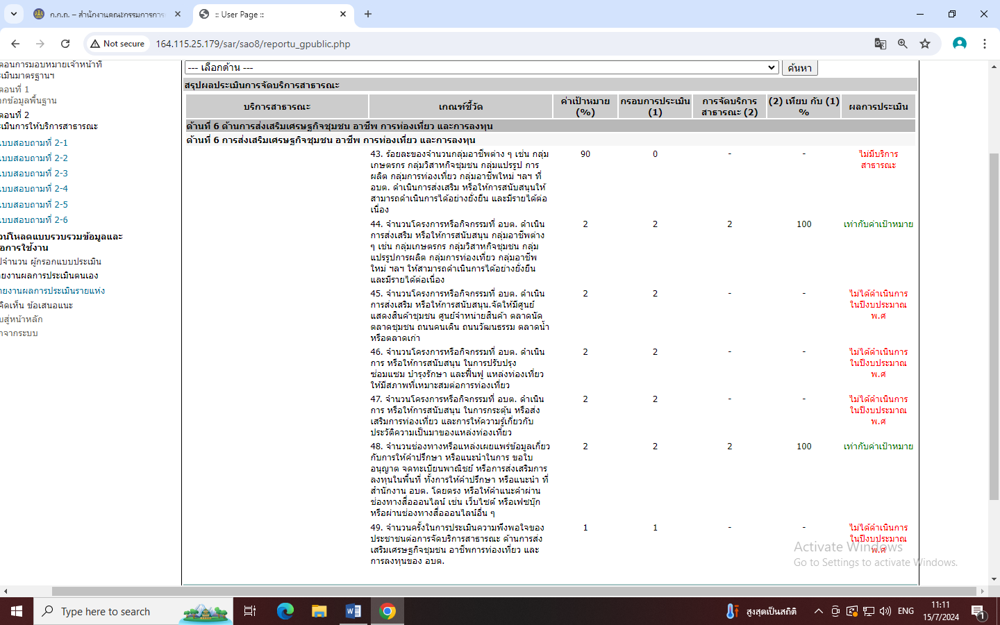 ก.ก.ถ. – สำนักงานคณะกรรมการการ
:: User Page ::
Not secure
164.115.25.179/sar/sao8/reportu_gpublic.php
ตอนการมอบหมายเจ้าหน้าที่
ะเมินมาตรฐานฯ
ตอนที่ 1
อกข้อมูลพื้นฐาน
ตอนที่ 2
ะเมินการให้บริการสาธารณะ
แบบสอบถามที่ 2-1
แบบสอบถามที่ 2-2
แบบสอบถามที่ 2-3
แบบสอบถามที่ 2-4
แบบสอบถามที่ 2-5
แบบสอบถามที่ 2-6
วน์โหลดแบบรวบรวมข้อมูลและ
อการใช้งาน
ปจำนวน ผู้กรอกแบบประเมิน
ยงานผลการประเมินตนเอง
ายงานผลการประเมินรายแห่ง
คิดเห็น ข้อเสนอแนะ
บสู่หน้าหลัก
กจากระบบ
--- เลือกด้าน ---
ค้นหา
สรุปผลประเมินการจัดบริการสาธารณะ
บริการสาธารณะ
เกณฑ์ชี้วัด
ค่าเป้าหมาย
(%)
กรอบการประเมิน
(1)
การจัดบริการ
สาธารณะ (2)
(2) เทียบ กับ (1)
%
ผลการประเมิน
ด้านที่ 6 ด้านการส่งเสริมเศรษฐกิจชุมชน อาชีพ การท่องเที่ยว และการลงทุน
ด้านที่ 6 การส่งเสริมเศรษฐกิจชุมชน อาชีพ การท่องเที่ยว และการลงทุน
43. ร้อยละของจำนวนกลุ่มอาชีพต่าง ๆ เช่น กลุ่ม
เกษตรกร กลุ่มวิสาหกิจชุมชน กลุ่มแปรรูป การ
ผลิต กลุ่มการท่องเที่ยว กลุ่มอาชีพใหม่ ฯลฯ ที่
อบต. ดำเนินการส่งเสริม หรือให้การสนับสนุนให้
สามารถดำเนินการได้อย่างยั่งยืน และมีรายได้ต่อ
เนื่อง
90
0
-
-
ไม่มีบริการ
สาธารณะ
44. จำนวนโครงการหรือกิจกรรมที่ อบต. ดำเนิน
การส่งเสริม หรือให้การสนับสนุน กลุ่มอาชีพต่าง
ๆ เช่น กลุ่มเกษตรกร กลุ่มวิสาหกิจชุมชน กลุ่ม
แปรรูปการผลิต กลุ่มการท่องเที่ยว กลุ่มอาชีพ
ใหม่ ฯลฯ ให้สามารถดำเนินการได้อย่างยั่งยืน
และมีรายได้ต่อเนื่อง
2
2
2
100
เท่ากับค่าเป้าหมาย
45. จำนวนโครงการหรือกิจกรรมที่ อบต. ดำเนิน
การส่งเสริม หรือให้การสนับสนุน.จัดให้มีศูนย์
แสดงสินค้าชุมชน ศูนย์จำหน่ายสินค้า ตลาดนัด
ตลาดชุมชน ถนนคนเดิน ถนนวัฒนธรรม ตลาดน้ำ
หรือตลาดเก่า
2
2
-
-
ไม่ได้ดำเนินการ
ในปีงบประมาณ
พ.ศ
46. จำนวนโครงการหรือกิจกรรมที่ อบต. ดำเนิน
การ หรือให้การสนับสนุน ในการปรับปรุง
ซ่อมแซม บำรุงรักษา และฟื้นฟู แหล่งท่องเที่ยว
ให้มีสภาพที่เหมาะสมต่อการท่องเที่ยว
2
2
-
-
ไม่ได้ดำเนินการ
ในปีงบประมาณ
พ.ศ
47. จำนวนโครงการหรือกิจกรรมที่ อบต. ดำเนิน
การ หรือให้การสนับสนุน ในการกระตุ้น หรือส่ง
เสริมการท่องเที่ยว และการให้ความรู้เกี่ยวกับ
ประวัติความเป็นมาของแหล่งท่องเที่ยว
2
2
-
-
ไม่ได้ดำเนินการ
ในปีงบประมาณ
พ.ศ
48. จำนวนช่องทางหรือแหล่งเผยแพร่ข้อมูลเกี่ยว
กับการให้คำปรึกษา หรือแนะนำในการ ขอใบ
อนุญาต จดทะเบียนพาณิชย์ หรือการส่งเสริมการ
ลงทุนในพื้นที่ ทั้งการให้คำปรึกษา หรือแนะนำ ที่
สำนักงาน อบต. โดยตรง หรือให้คำแนะคำผ่าน
ช่องทางสื่อออนไลน์ เช่น เว็บไซต์ หรือเฟซบุ๊ก
หรือผ่านช่องทางสื่อออนไลน์อื่น ๆ
2
2
2
100
เท่ากับค่าเป้าหมาย
49. จำนวนครั้งในการประเมินความพึงพอใจของ
ประชาชนต่อการจัดบริการสาธารณะ ด้านการส่ง
เสริมเศรษฐกิจชุมชน อาชีพการท่องเที่ยว และ
การลงทุนของ อบต.
1
1
-
-
ไม่ได้ดำเนินการ
ในปีงบประมาณ
พ.ศ
Activate Windows
Go to Settings to activate Windows.
Type here to search
สูงสุดเป็นสถิติ
ENG
11:11
15/7/2024
1